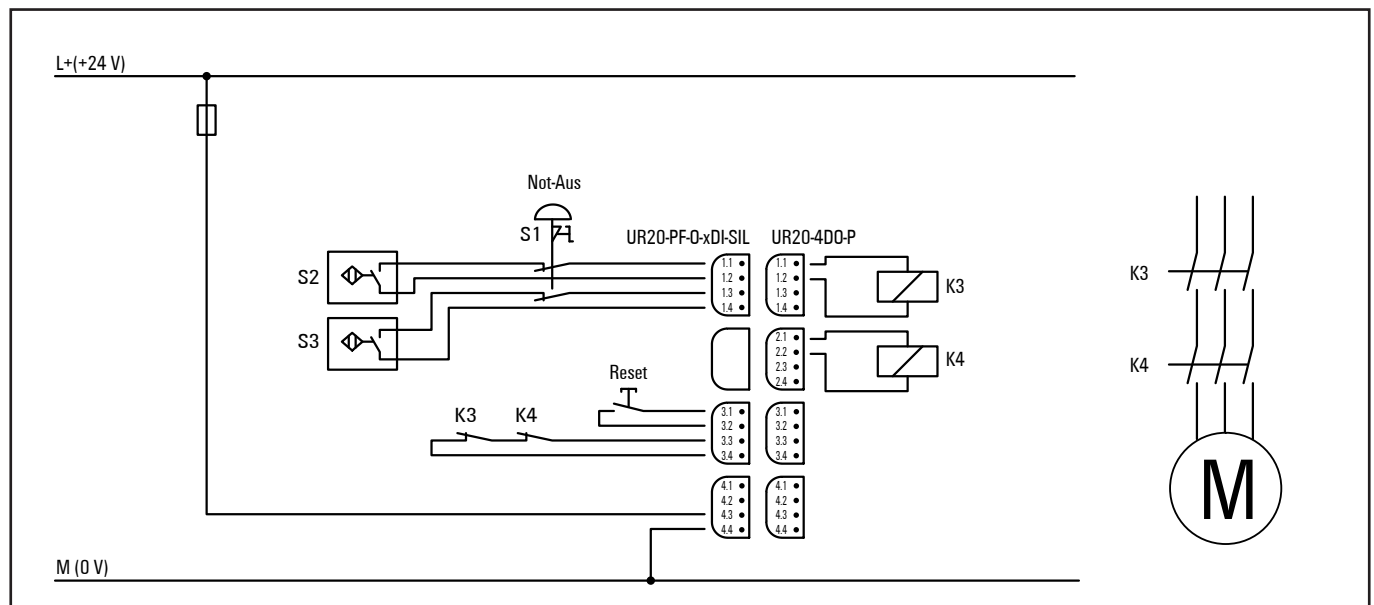 L+(+24 V)
Not-Aus
S1
UR20-PF-O-xDI-SIL
UR20-4DO-P
S2
S3
1.1
1.2
1.3
1.4
1.1
1.2
1.3
1.4
K3
2.1
2.2
2.3
2.4
K4
Reset
K3
K4
3.1
3.2
3.3
3.4
3.1
3.2
3.3
3.4
4.1
4.2
4.3
4.4
4.1
4.2
4.3
4.4
K3
K4
M
M (0 V)